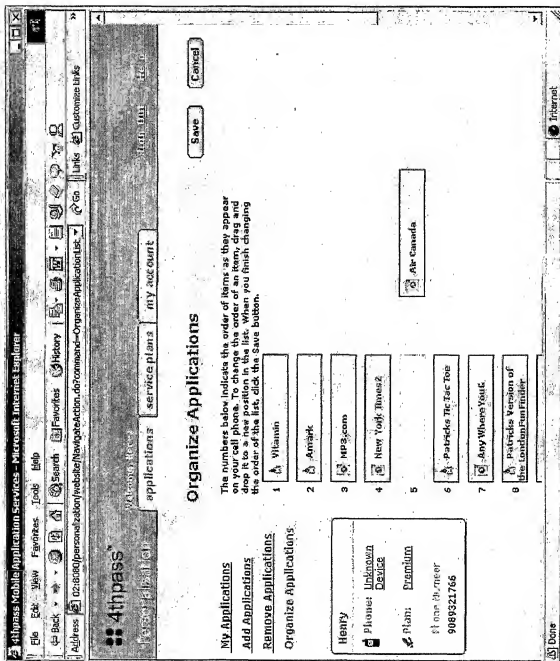 4thpass Mobile Application Services - Microsoft Internet Explorer
File Edit View Favorites Tools Help
Back Search Favorites History
Address 02:8080/personalization/website/NavigateAction.do?command=OrganizeApplicationList. Go Links Customize Links
4thpass™
applications service plans my account
Organize Applications
Save Cancel
My Applications
Add Applications
Remove Applications
Organize Applications
The numbers below indicate the order of items as they appear
on your cell phone. To change the order of an item, drag and
drop it to a new position in the list. When you finish changing
the order of the list, click the Save button.
1 Vitamin
2 Amark
3 MP3.com
4 New York Times2
5
Air Canada
6 Patricks Tic Tac Toe
7 AnyWhereYouG
8 Patricks Version of
the LondonFunFinder
Henry
Phone: Unknown
Device
Plan: Premium
Phone Number
9089321766
Done Internet